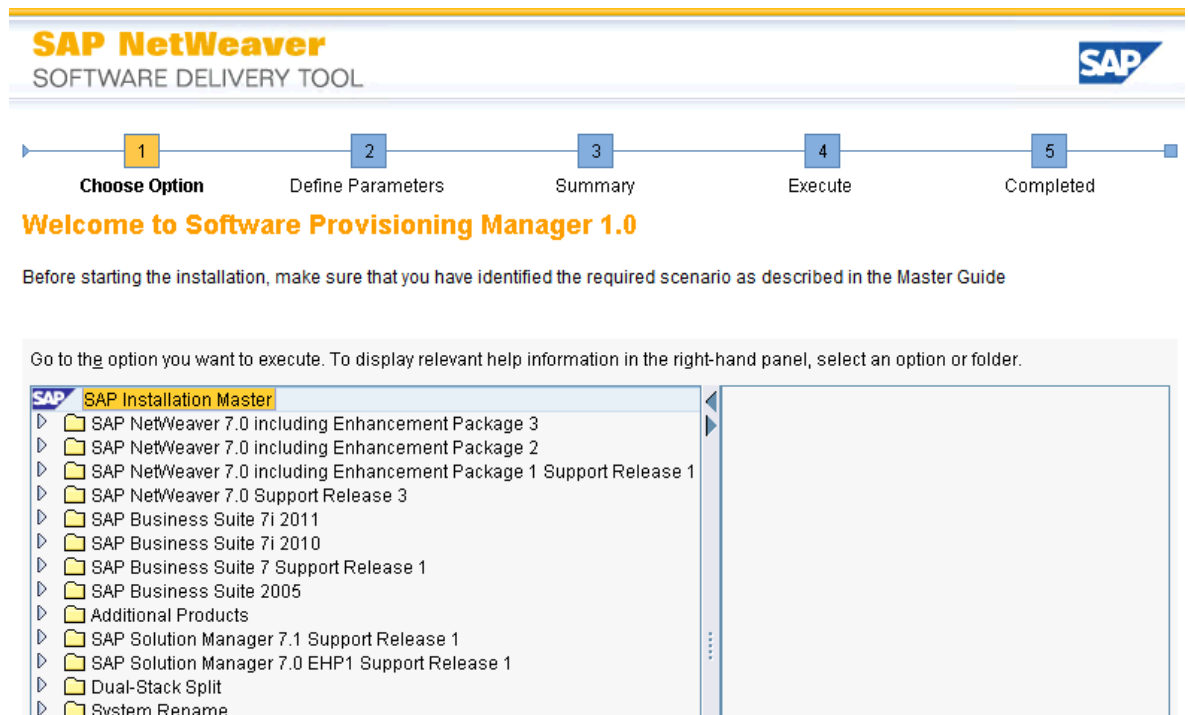 SAP NetWeaver
SOFTWARE DELIVERY TOOL
SAP
1 2 3 4 5
Choose Option Define Parameters Summary Execute Completed
Welcome to Software Provisioning Manager 1.0
Before starting the installation, make sure that you have identified the required scenario as described in the Master Guide
Go to the option you want to execute. To display relevant help information in the right-hand panel, select an option or folder.
SAP SAP Installation Master
SAP NetWeaver 7.0 including Enhancement Package 3
SAP NetWeaver 7.0 including Enhancement Package 2
SAP NetWeaver 7.0 including Enhancement Package 1 Support Release 1
SAP NetWeaver 7.0 Support Release 3
SAP Business Suite 7i 2011
SAP Business Suite 7i 2010
SAP Business Suite 7 Support Release 1
SAP Business Suite 2005
Additional Products
SAP Solution Manager 7.1 Support Release 1
SAP Solution Manager 7.0 EHP1 Support Release 1
Dual-Stack Split
System Rename